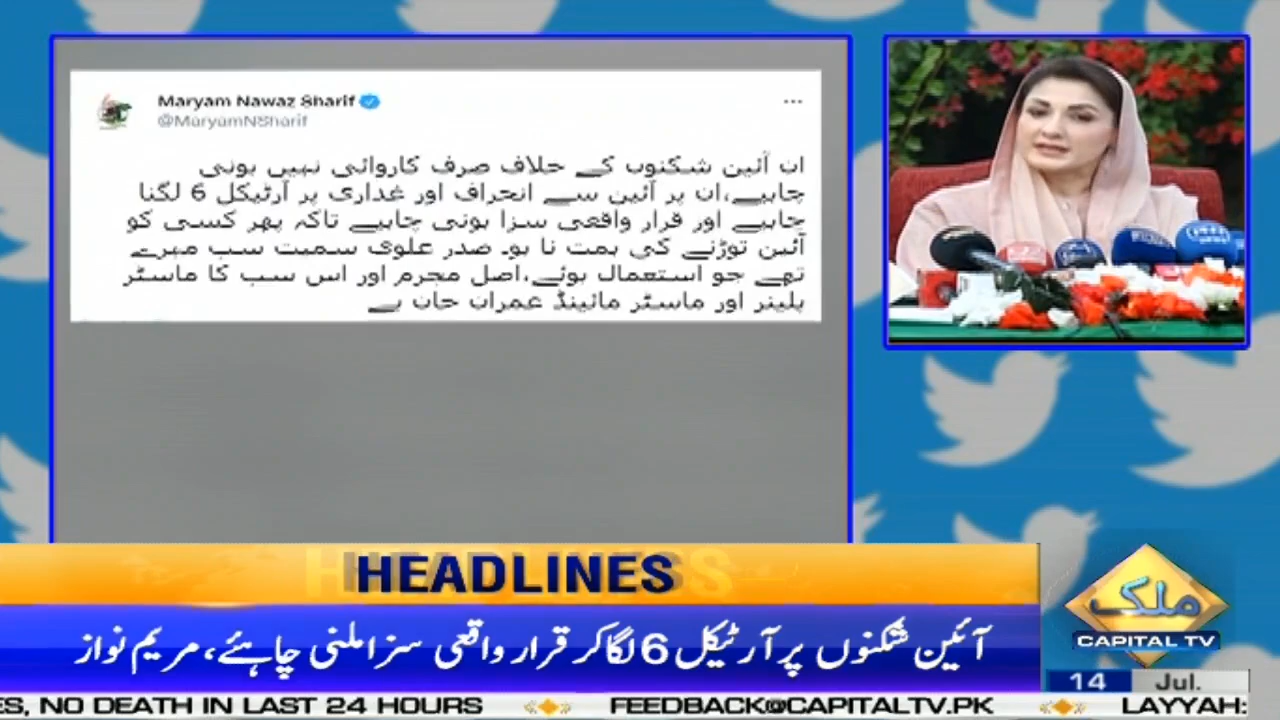 Maryam Nawaz Sharif
@MaryamNSharif
ان آئین شکنوں کے خلاف صرف کاروائی نہیں ہونی
چاہیے،ان پر آئین سے انحراف اور غداری پر آرٹیکل 6 لگنا
چاہیے اور قرار واقعی سزا ہونی چاہیے تاکہ پھر کسی کو
آئین توڑنے کی ہمت نا ہو۔ صدر علوی سمیت سب مہرے
تھے جو استعمال ہوئے،اصل مجرم اور اس سب کا ماسٹر
پلینر اور ماسٹر مائینڈ عمران خان ہے
HEADLINES
آئین شکنوں پر آرٹیکل 6 لگا کر قرار واقعی سزا ملنی چاہئے، مریم نواز
ملک
CAPITAL TV
14 Jul.
ES, NO DEATH IN LAST 24 HOURS FEEDBACK@CAPITALTV.PK LAYYAH: